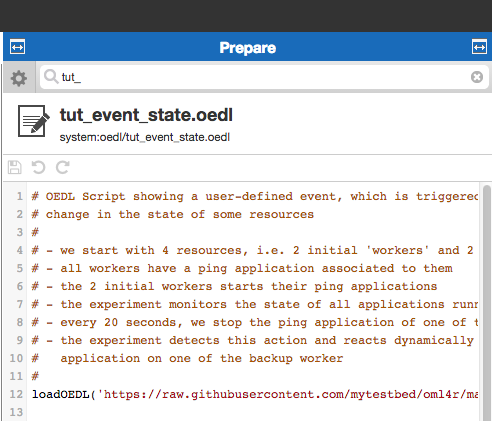 Prepare
tut_
tut_event_state.oedl
system:oedl/tut_event_state.oedl
1 # OEDL Script showing a user-defined event, which is triggered
2 # change in the state of some resources
3 #
4 # - we start with 4 resources, i.e. 2 initial 'workers' and 2
5 # - all workers have a ping application associated to them
6 # - the 2 initial workers starts their ping applications
7 # - the experiment monitors the state of all applications runn
8 # - every 20 seconds, we stop the ping application of one of t
9 # - the experiment detects this action and reacts dynamically
10 #   application on one of the backup worker
11 #
12 loadOEDL('https://raw.githubusercontent.com/mytestbed/oml4r/ma
13